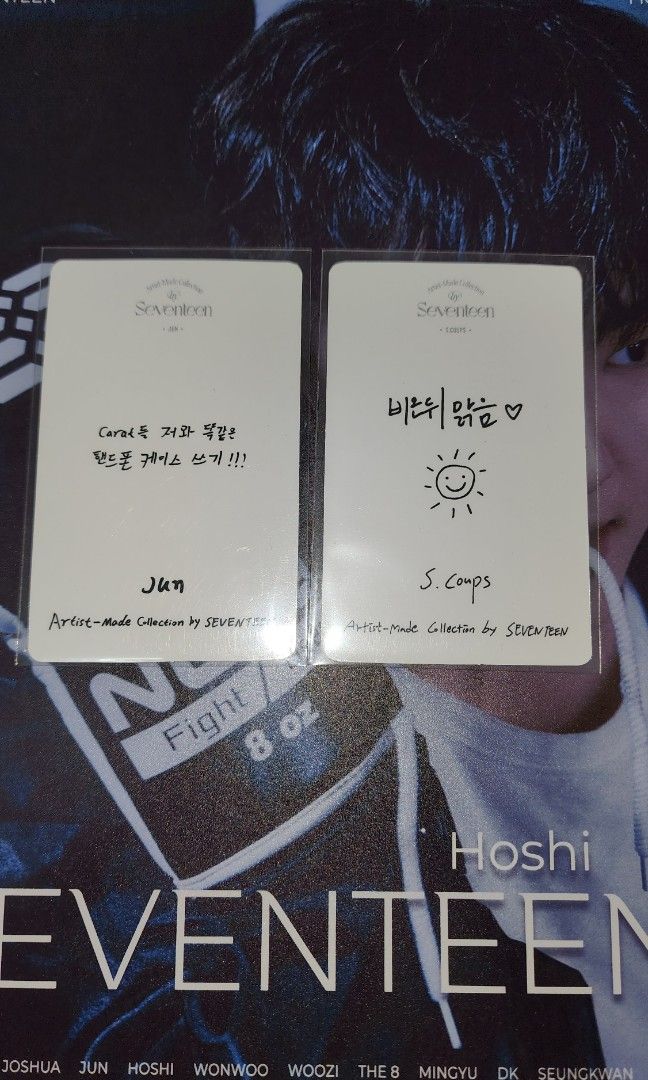 Artist-Made Collection
by
Seventeen
• JUN •
Carat들 저와 똑같은
핸드폰 케이스 쓰기!!!
Jun
Artist-Made Collection by SEVENTEEN
Artist-Made Collection
by
Seventeen
• S.COUPS •
비온뒤 맑음♡
S. Coups
Artist-Made Collection by SEVENTEEN
Fight
8 oz
Hoshi
EVENTEEN
JOSHUA JUN HOSHI WONWOO WOOZI THE 8 MINGYU DK SEUNGKWAN